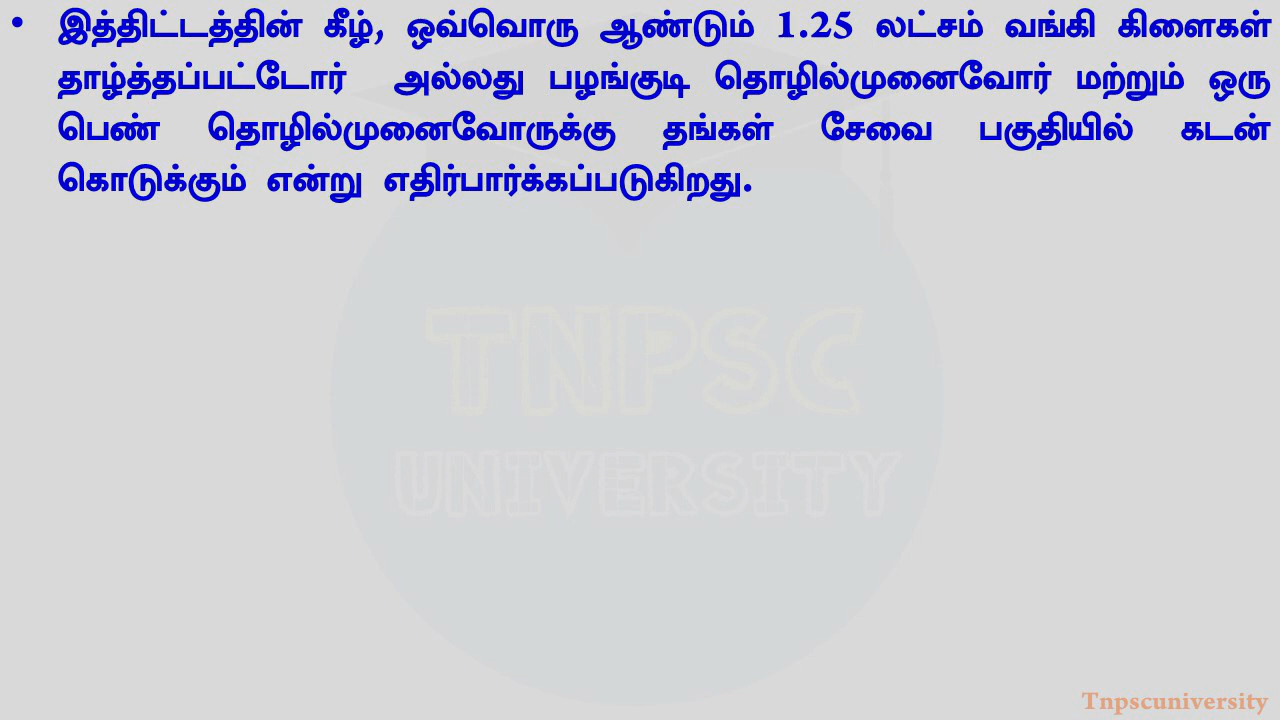 • இத்திட்டத்தின் கீழ், ஒவ்வொரு ஆண்டும் 1.25 லட்சம் வங்கி கிளைகள்
தாழ்த்தப்பட்டோர் அல்லது பழங்குடி தொழில்முனைவோர் மற்றும் ஒரு
பெண் தொழில்முனைவோருக்கு தங்கள் சேவை பகுதியில் கடன்
கொடுக்கும் என்று எதிர்பார்க்கப்படுகிறது.
TNPSC
UNIVERSITY
Tnpscuniversity